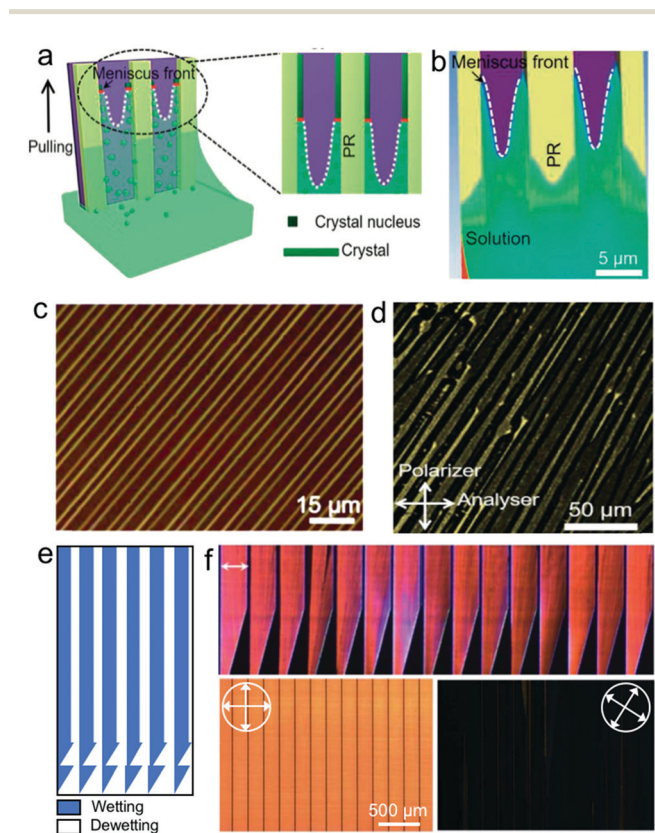 a
Meniscus front
Pulling
PR
Crystal nucleus
Crystal
b
Meniscus front
PR
Solution
5 μm
c
15 μm
d
Polarizer
Analyser
50 μm
e
Wetting
Dewetting
f
500 μm